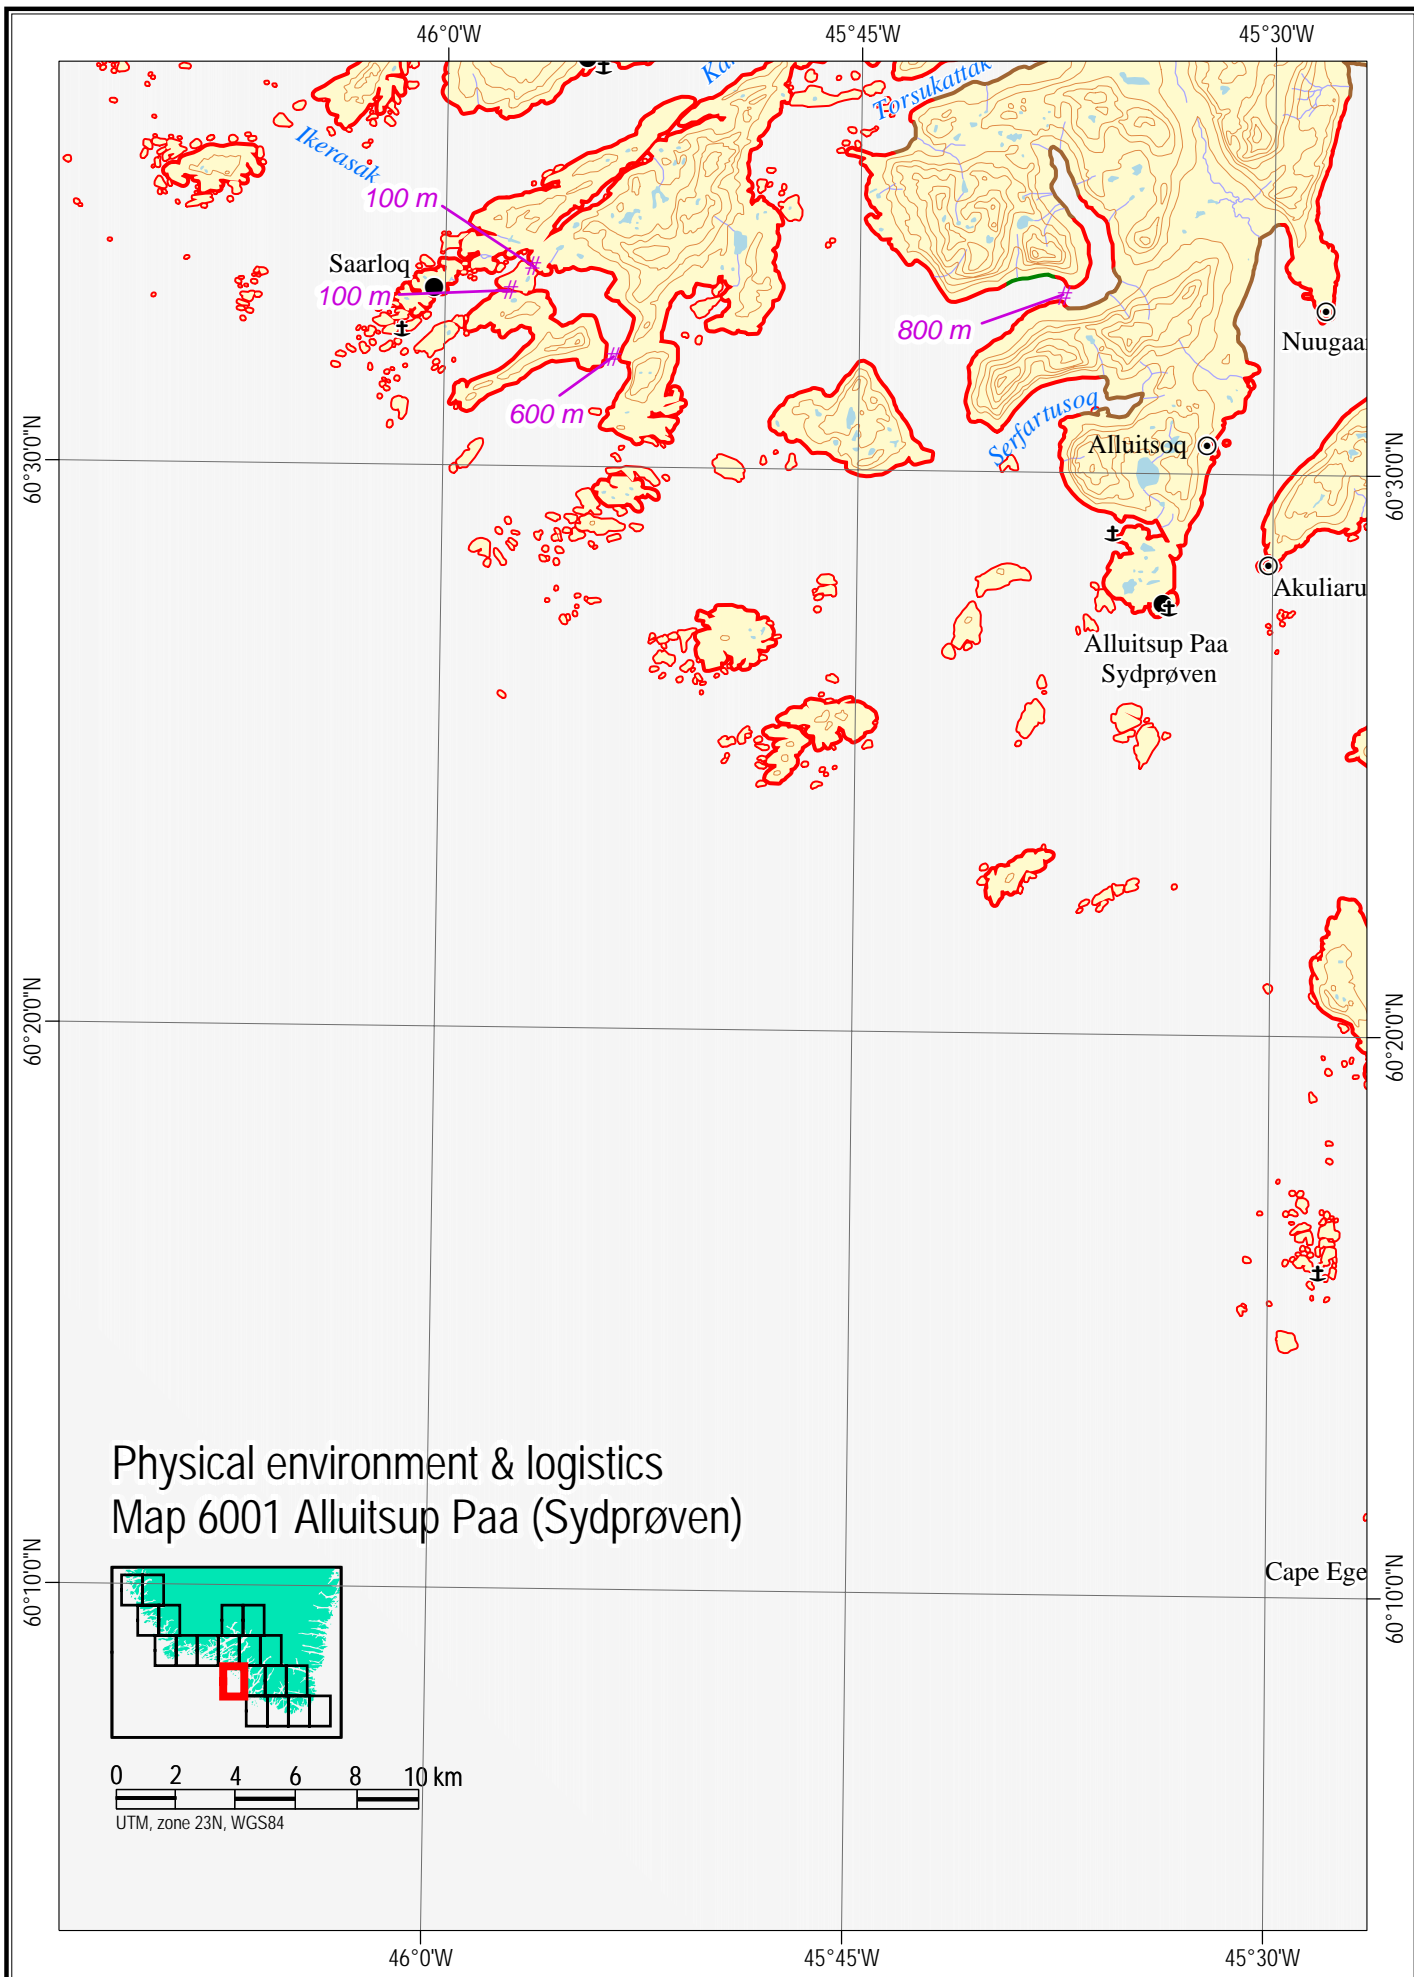 46°0'W
45°45'W
45°30'W
Torsukattak
Ikerasak
100 m
Saarloq
100 m
800 m
Nuugaa
600 m
Serfartusoq
Alluitsoq
60°30'0"N
60°30'0"N
Akuliaru
Alluitsup Paa
Sydprøven
60°20'0"N
60°20'0"N
Physical environment & logistics
Map 6001 Alluitsup Paa (Sydprøven)
60°10'0"N
60°10'0"N
Cape Ege
0 2 4 6 8 10 km
UTM, zone 23N, WGS84
46°0'W
45°45'W
45°30'W